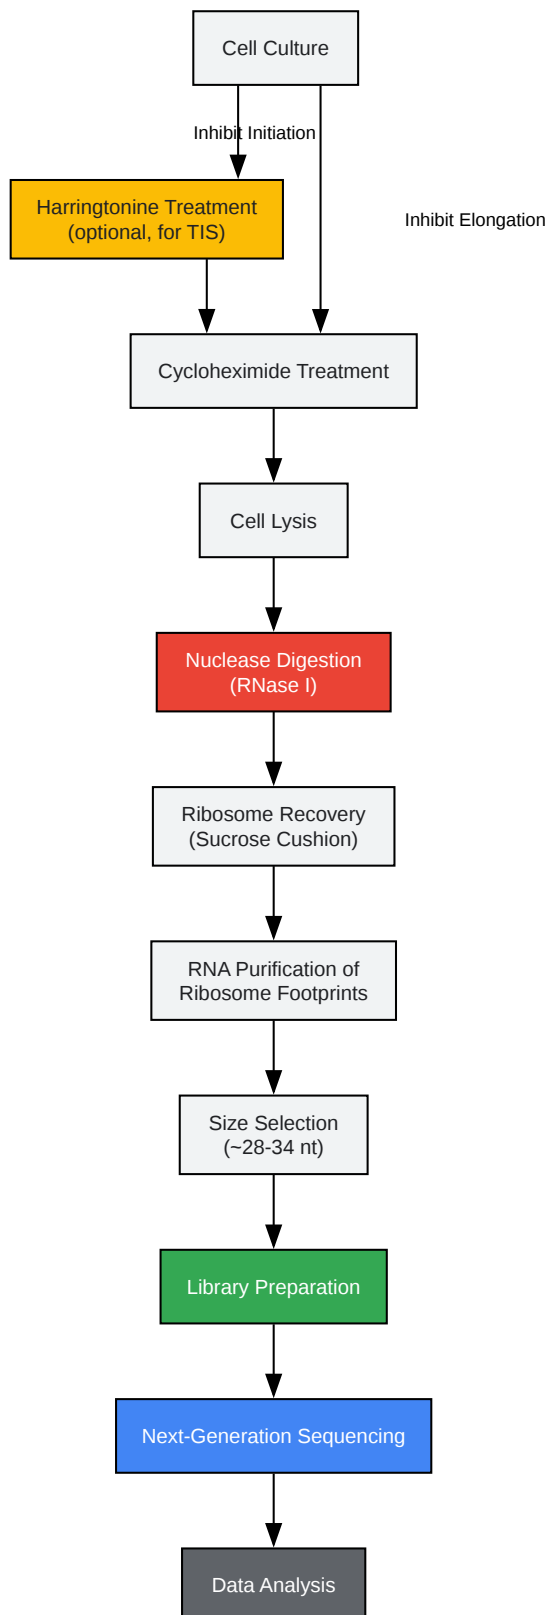 Cell Culture
Inhibit Initiation
Harringtonine Treatment
(optional, for TIS)
Inhibit Elongation
Cycloheximide Treatment
Cell Lysis
Nuclease Digestion
(RNase I)
Ribosome Recovery
(Sucrose Cushion)
RNA Purification of
Ribosome Footprints
Size Selection
(~28-34 nt)
Library Preparation
Next-Generation Sequencing
Data Analysis